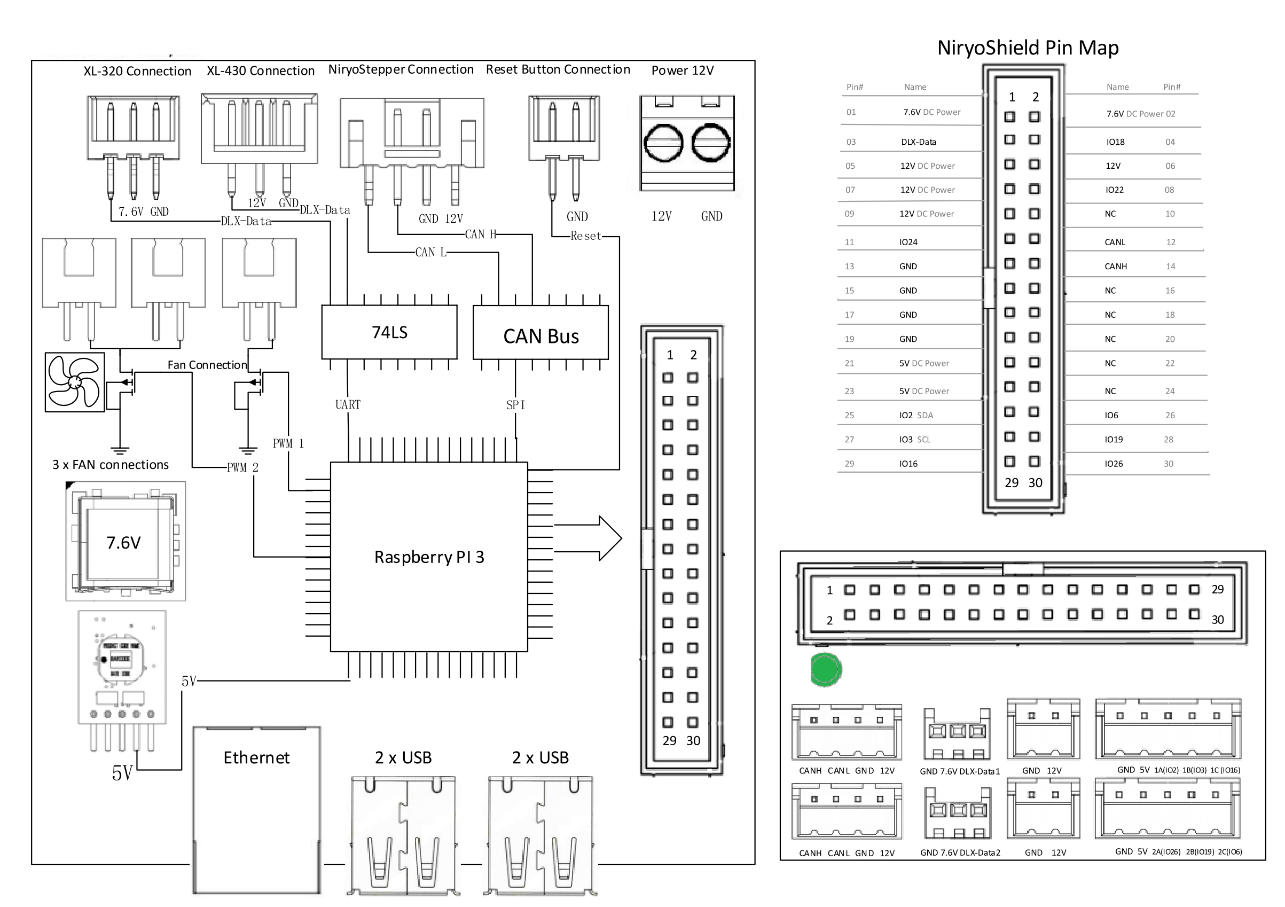 NiryoShield Pin Map
XL-320 Connection XL-430 Connection NiryoStepper Connection Reset Button Connection Power 12V
7.6V GND
12V GND
DLX-Data
DLX-Data
GND 12V
CAN H
CAN L
GND
Reset
12V GND
74LS
CAN Bus
Fan Connection
UART
SPI
PWM 1
PWM 2
3 x FAN connections
7.6V
Raspberry PI 3
5V
5V
Ethernet
2 x USB
2 x USB
1 2
29 30
Pin# Name Name Pin#
1 2
01 7.6V DC Power 7.6V DC Power 02
03 DLX-Data IO18 04
05 12V DC Power 12V 06
07 12V DC Power IO22 08
09 12V DC Power NC 10
11 IO24 CANL 12
13 GND CANH 14
15 GND NC 16
17 GND NC 18
19 GND NC 20
21 5V DC Power NC 22
23 5V DC Power NC 24
25 IO2 SDA IO6 26
27 IO3 SCL IO19 28
29 IO16 IO26 30
29 30
1 29
2 30
CANH CANL GND 12V GND 7.6V DLX-Data1 GND 12V GND 5V 1A(IO2) 1B(IO3) 1C(IO16)
CANH CANL GND 12V GND 7.6V DLX-Data2 GND 12V GND 5V 2A(IO26) 2B(IO19) 2C(IO6)